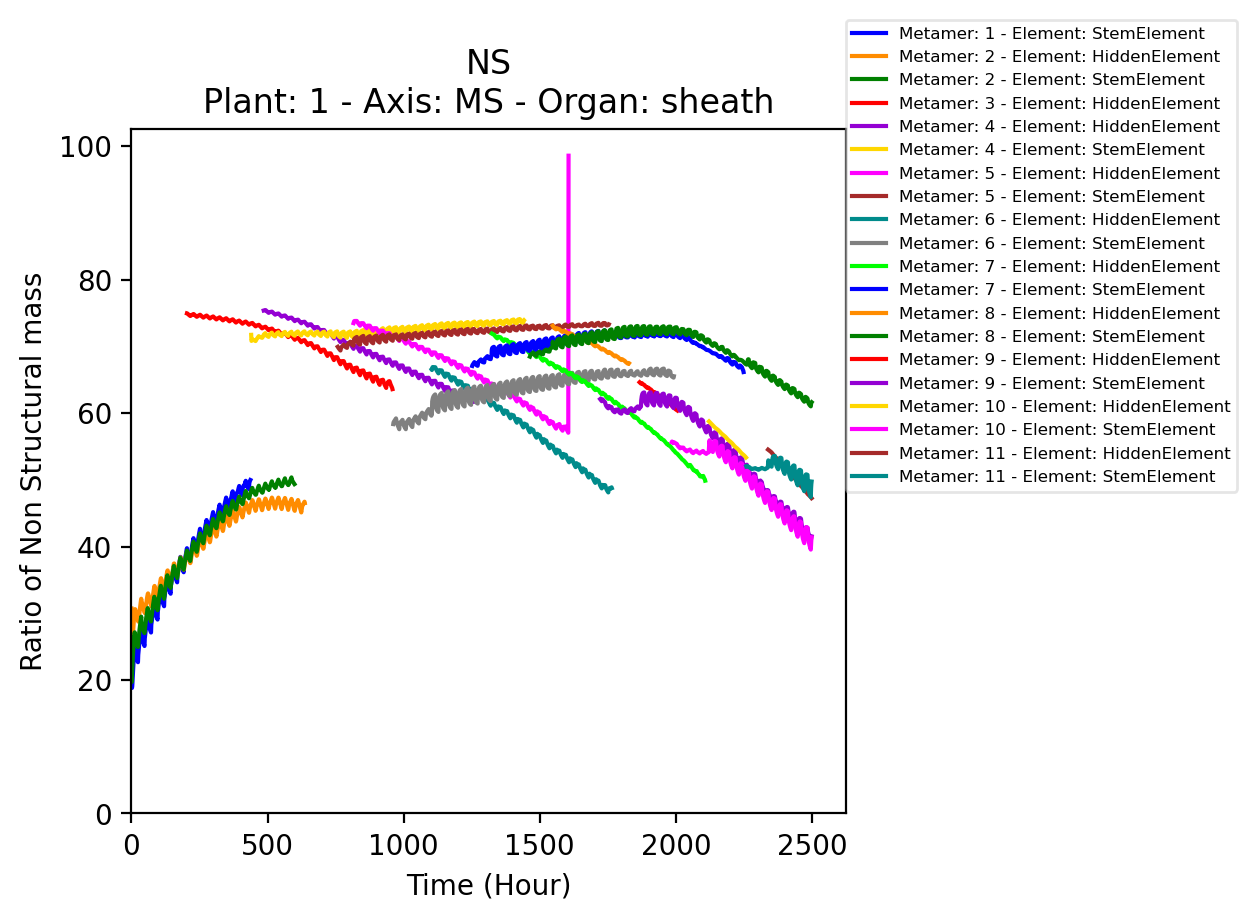 NS
Plant: 1 - Axis: MS - Organ: sheath
Ratio of Non Structural mass
100
80
60
40
20
0
0 500 1000 1500 2000 2500
Time (Hour)
Metamer: 1 - Element: StemElement
Metamer: 2 - Element: HiddenElement
Metamer: 2 - Element: StemElement
Metamer: 3 - Element: HiddenElement
Metamer: 4 - Element: HiddenElement
Metamer: 4 - Element: StemElement
Metamer: 5 - Element: HiddenElement
Metamer: 5 - Element: StemElement
Metamer: 6 - Element: HiddenElement
Metamer: 6 - Element: StemElement
Metamer: 7 - Element: HiddenElement
Metamer: 7 - Element: StemElement
Metamer: 8 - Element: HiddenElement
Metamer: 8 - Element: StemElement
Metamer: 9 - Element: HiddenElement
Metamer: 9 - Element: StemElement
Metamer: 10 - Element: HiddenElement
Metamer: 10 - Element: StemElement
Metamer: 11 - Element: HiddenElement
Metamer: 11 - Element: StemElement